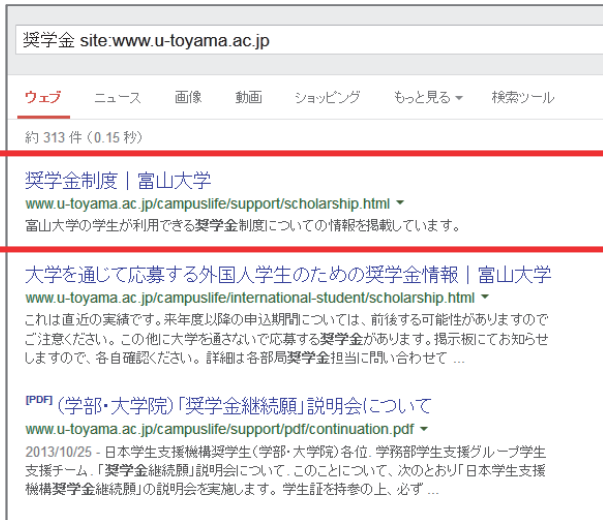 奨学金 site:www.u-toyama.ac.jp
ウェブ ニュース 画像 動画 ショッピング もっと見る ▾ 検索ツール
約 313 件 (0.15 秒)
奨学金制度 | 富山大学
www.u-toyama.ac.jp/campuslife/support/scholarship.html ▾
富山大学の学生が利用できる奨学金制度についての情報を掲載しています。
大学を通じて応募する外国人学生のための奨学金情報 | 富山大学
www.u-toyama.ac.jp/campuslife/international-student/scholarship.html ▾
これは直近の実績です。来年度以降の申込期間については、前後する可能性がありますので
ご注意ください。この他に大学を通さないで応募する奨学金があります。掲示板にてお知らせ
しますので、各自確認ください。詳細は各部局奨学金担当に問い合わせて ...
[PDF] (学部・大学院)「奨学金継続願」説明会について
www.u-toyama.ac.jp/campuslife/support/pdf/continuation.pdf ▾
2013/10/25 - 日本学生支援機構奨学生(学部・大学院)各位. 学務部学生支援グループ学生
支援チーム. 「奨学金継続願」説明会について. このことについて、次のとおり「日本学生支援
機構奨学金継続願」の説明会を実施します。学生証を持参の上、必ず ...